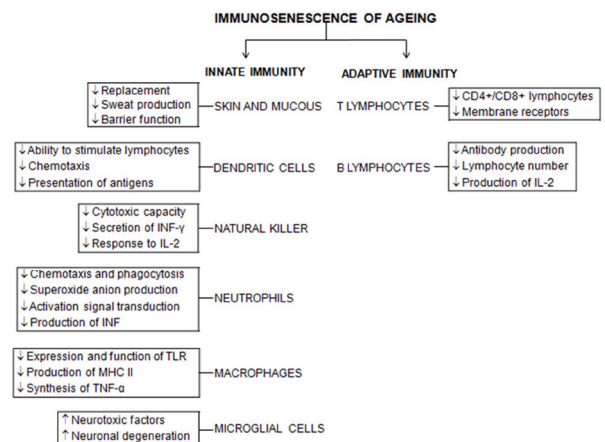 IMMUNOSENESCENCE OF AGEING
INNATE IMMUNITY
ADAPTIVE IMMUNITY
↓ Replacement
↓ Sweat production
↓ Barrier function
SKIN AND MUCOUS
T LYMPHOCYTES
↓ CD4+/CD8+ lymphocytes
↓ Membrane receptors
↓ Ability to stimulate lymphocytes
↓ Chemotaxis
↓ Presentation of antigens
DENDRITIC CELLS
B LYMPHOCYTES
↓ Antibody production
↓ Lymphocyte number
↓ Production of IL-2
↓ Cytotoxic capacity
↓ Secretion of INF-γ
↓ Response to IL-2
NATURAL KILLER
↓ Chemotaxis and phagocytosis
↓ Superoxide anion production
↓ Activation signal transduction
↓ Production of INF
NEUTROPHILS
↓ Expression and function of TLR
↓ Production of MHC II
↓ Synthesis of TNF-α
MACROPHAGES
↑ Neurotoxic factors
↑ Neuronal degeneration
MICROGLIAL CELLS